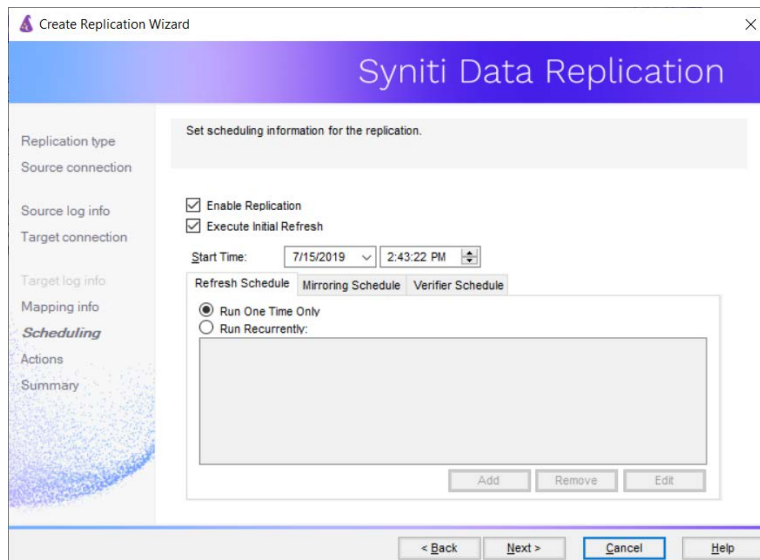 Create Replication Wizard
Syniti Data Replication
Replication type
Source connection
Source log info
Target connection
Target log info
Mapping info
Scheduling
Actions
Summary
Set scheduling information for the replication.
Enable Replication
Execute Initial Refresh
Start Time: 7/15/2019 2:43:22 PM
Refresh Schedule Mirroring Schedule Verifier Schedule
Run One Time Only
Run Recurrently:
Add Remove Edit
< Back Next > Cancel Help